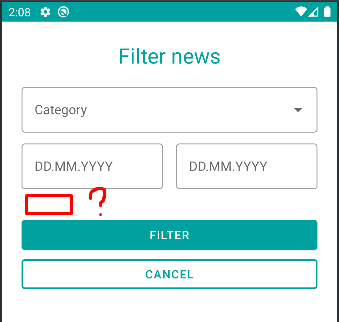 2:08
Filter news
Category
DD.MM.YYYY DD.MM.YYYY
?
FILTER
CANCEL